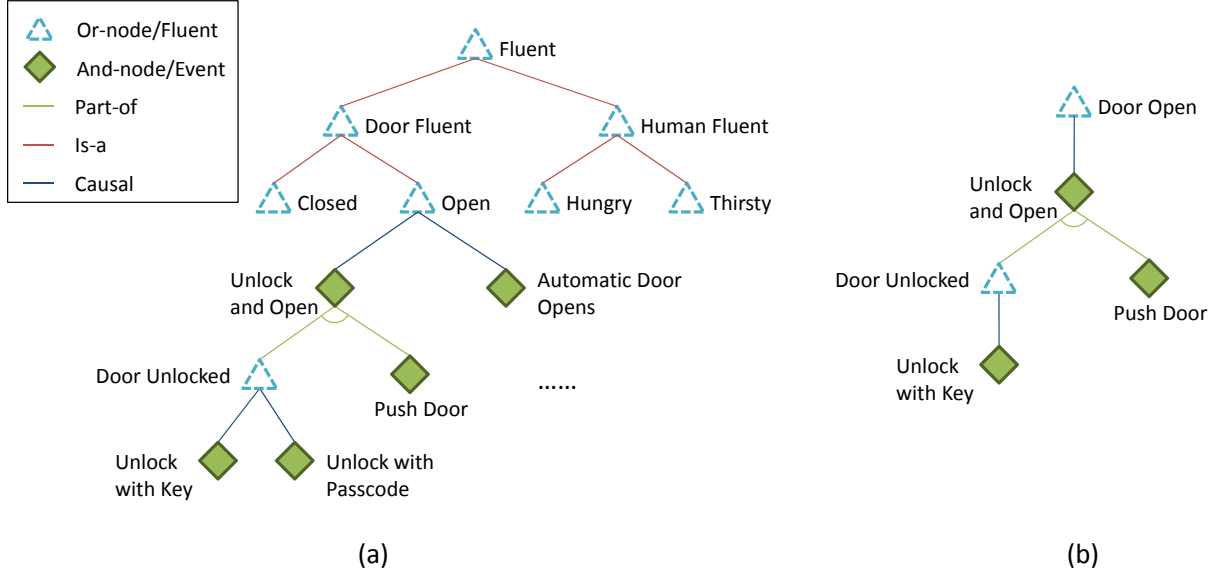 Or-node/Fluent
And-node/Event
Part-of
Is-a
Causal
Fluent
Door Fluent
Human Fluent
Closed
Open
Hungry
Thirsty
Unlock
and Open
Automatic Door
Opens
Door Unlocked
Push Door
......
Unlock
with Key
Unlock with
Passcode
(a)
Door Open
Unlock
and Open
Door Unlocked
Push Door
Unlock
with Key
(b)